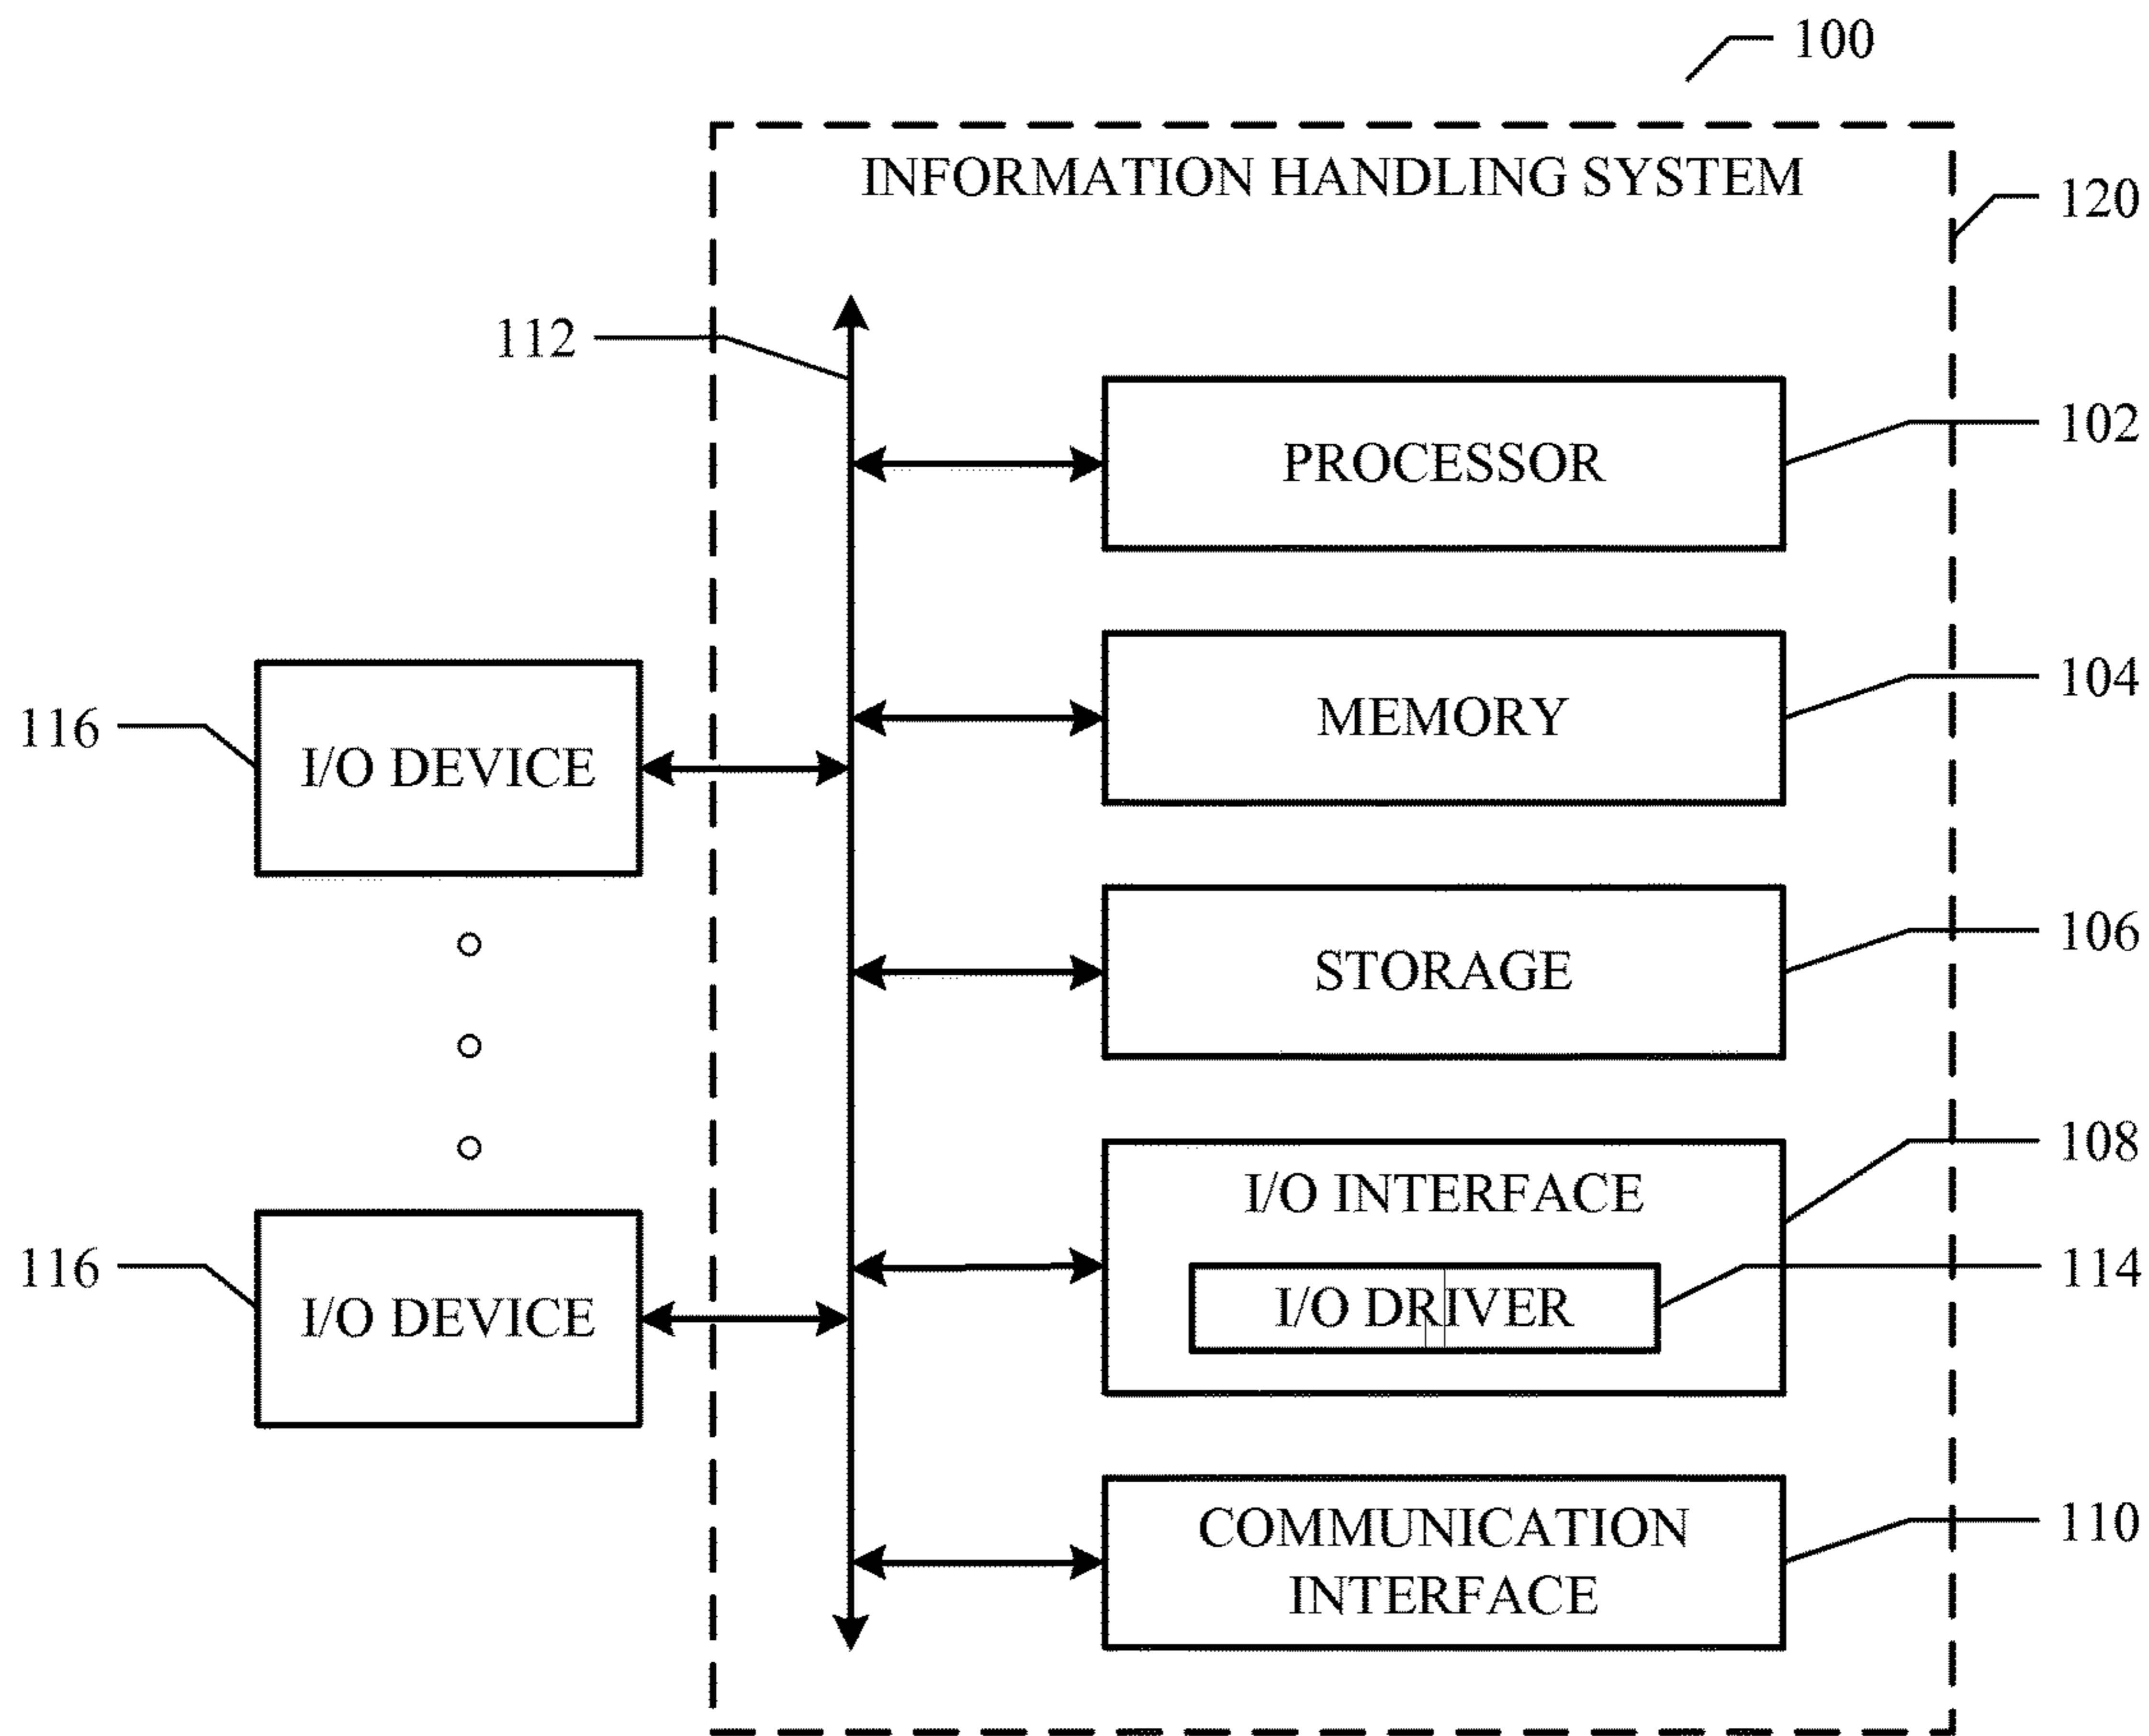 100
INFORMATION HANDLING SYSTEM
120
112
PROCESSOR
102
MEMORY
104
116
I/O DEVICE
STORAGE
106
I/O INTERFACE
108
116
I/O DEVICE
I/O DRIVER
114
COMMUNICATION
INTERFACE
110